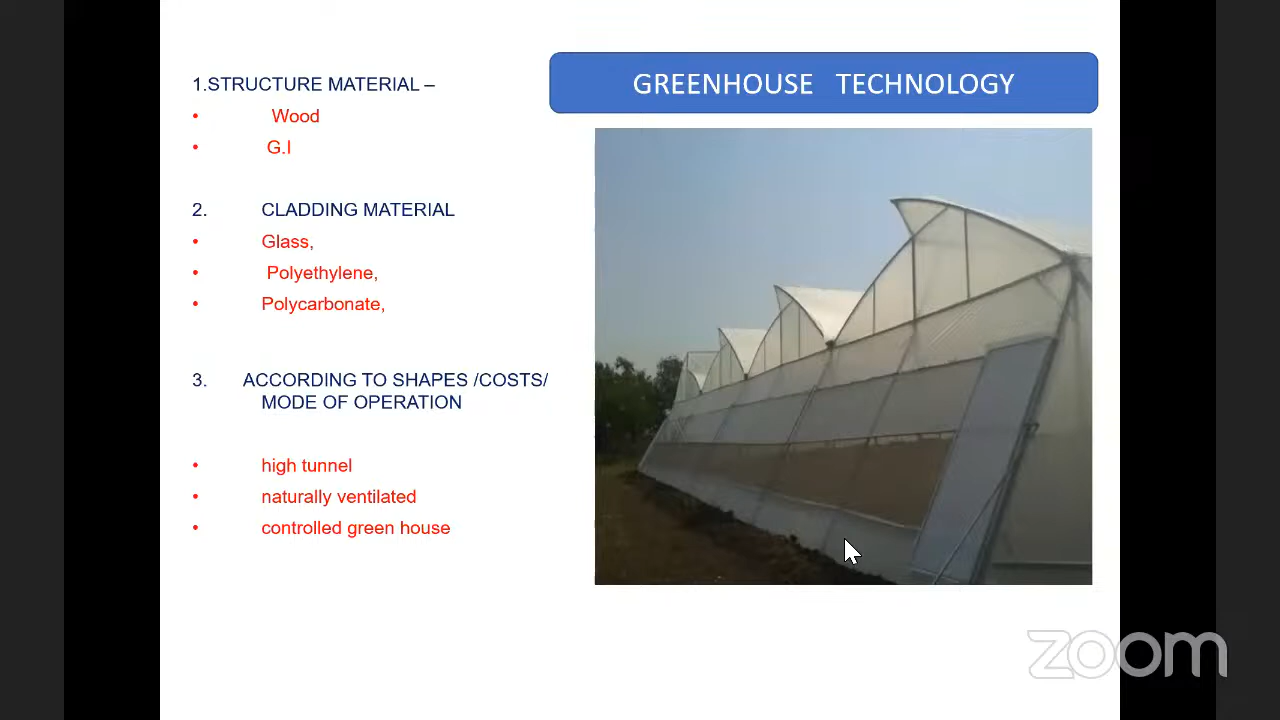 GREENHOUSE TECHNOLOGY
1.STRUCTURE MATERIAL –
• Wood
• G.I
2. CLADDING MATERIAL
• Glass,
• Polyethylene,
• Polycarbonate,
3. ACCORDING TO SHAPES /COSTS/
MODE OF OPERATION
• high tunnel
• naturally ventilated
• controlled green house
zoom